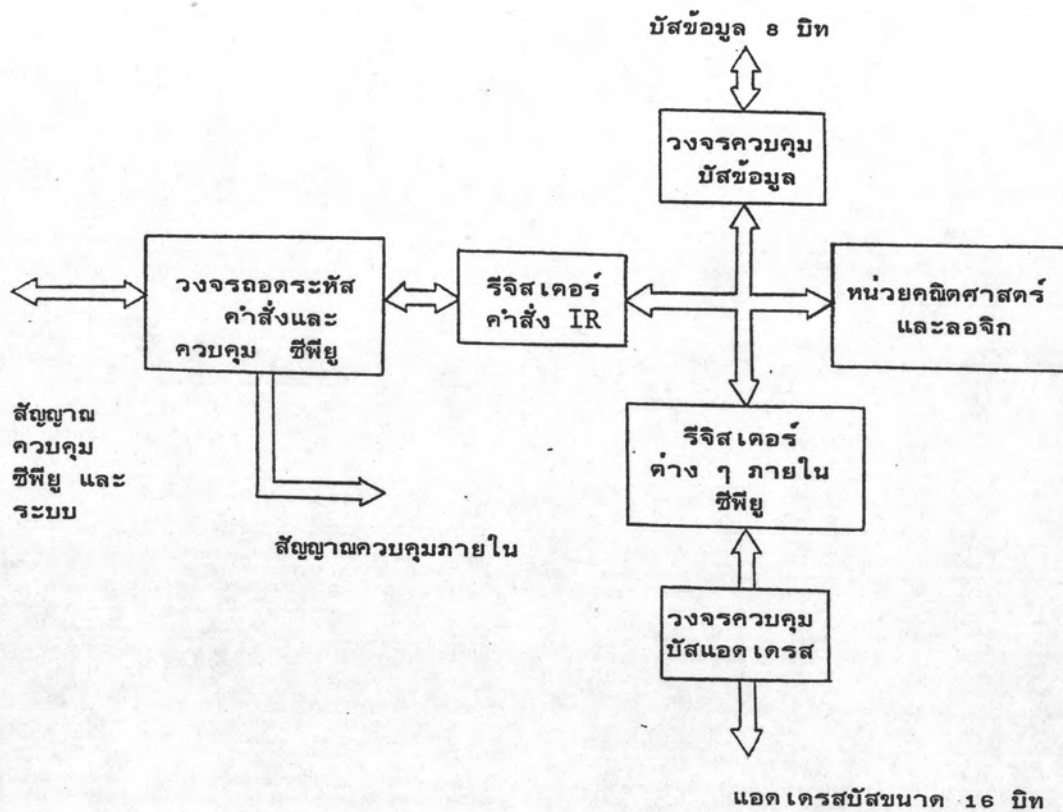 บัสข้อมูล 8 บิท
วงจรควบคุม
บัสข้อมูล
วงจรถอดระหัส
คำสั่งและ
ควบคุม ซีพียู
รีจิสเตอร์
คำสั่ง IR
หน่วยคณิตศาสตร์
และลอจิก
สัญญาณ
ควบคุม
ซีพียู และ
ระบบ
รีจิสเตอร์
ต่าง ๆ ภายใน
ซีพียู
สัญญาณควบคุมภายใน
วงจรควบคุม
บัสแอดเดรส
แอดเดรสบัสขนาด 16 บิท